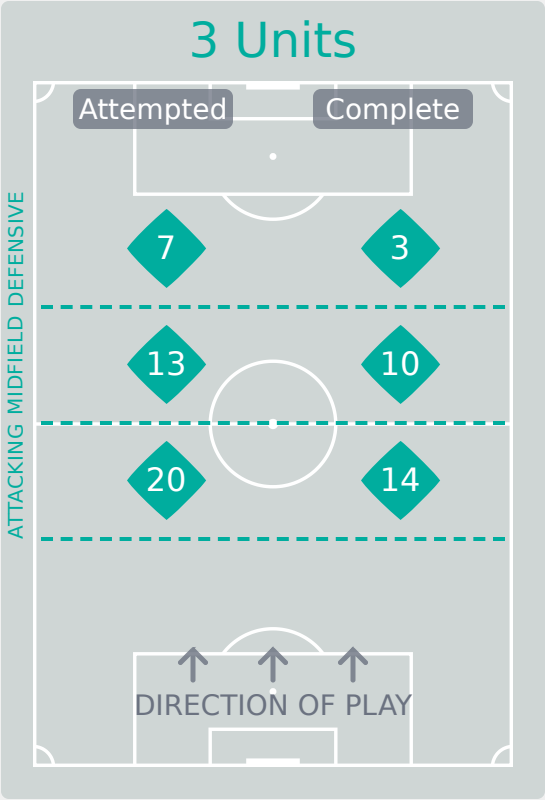 3 Units
Attempted
Complete
7
3
13
10
20
14
ATTACKING MIDFIELD DEFENSIVE
DIRECTION OF PLAY